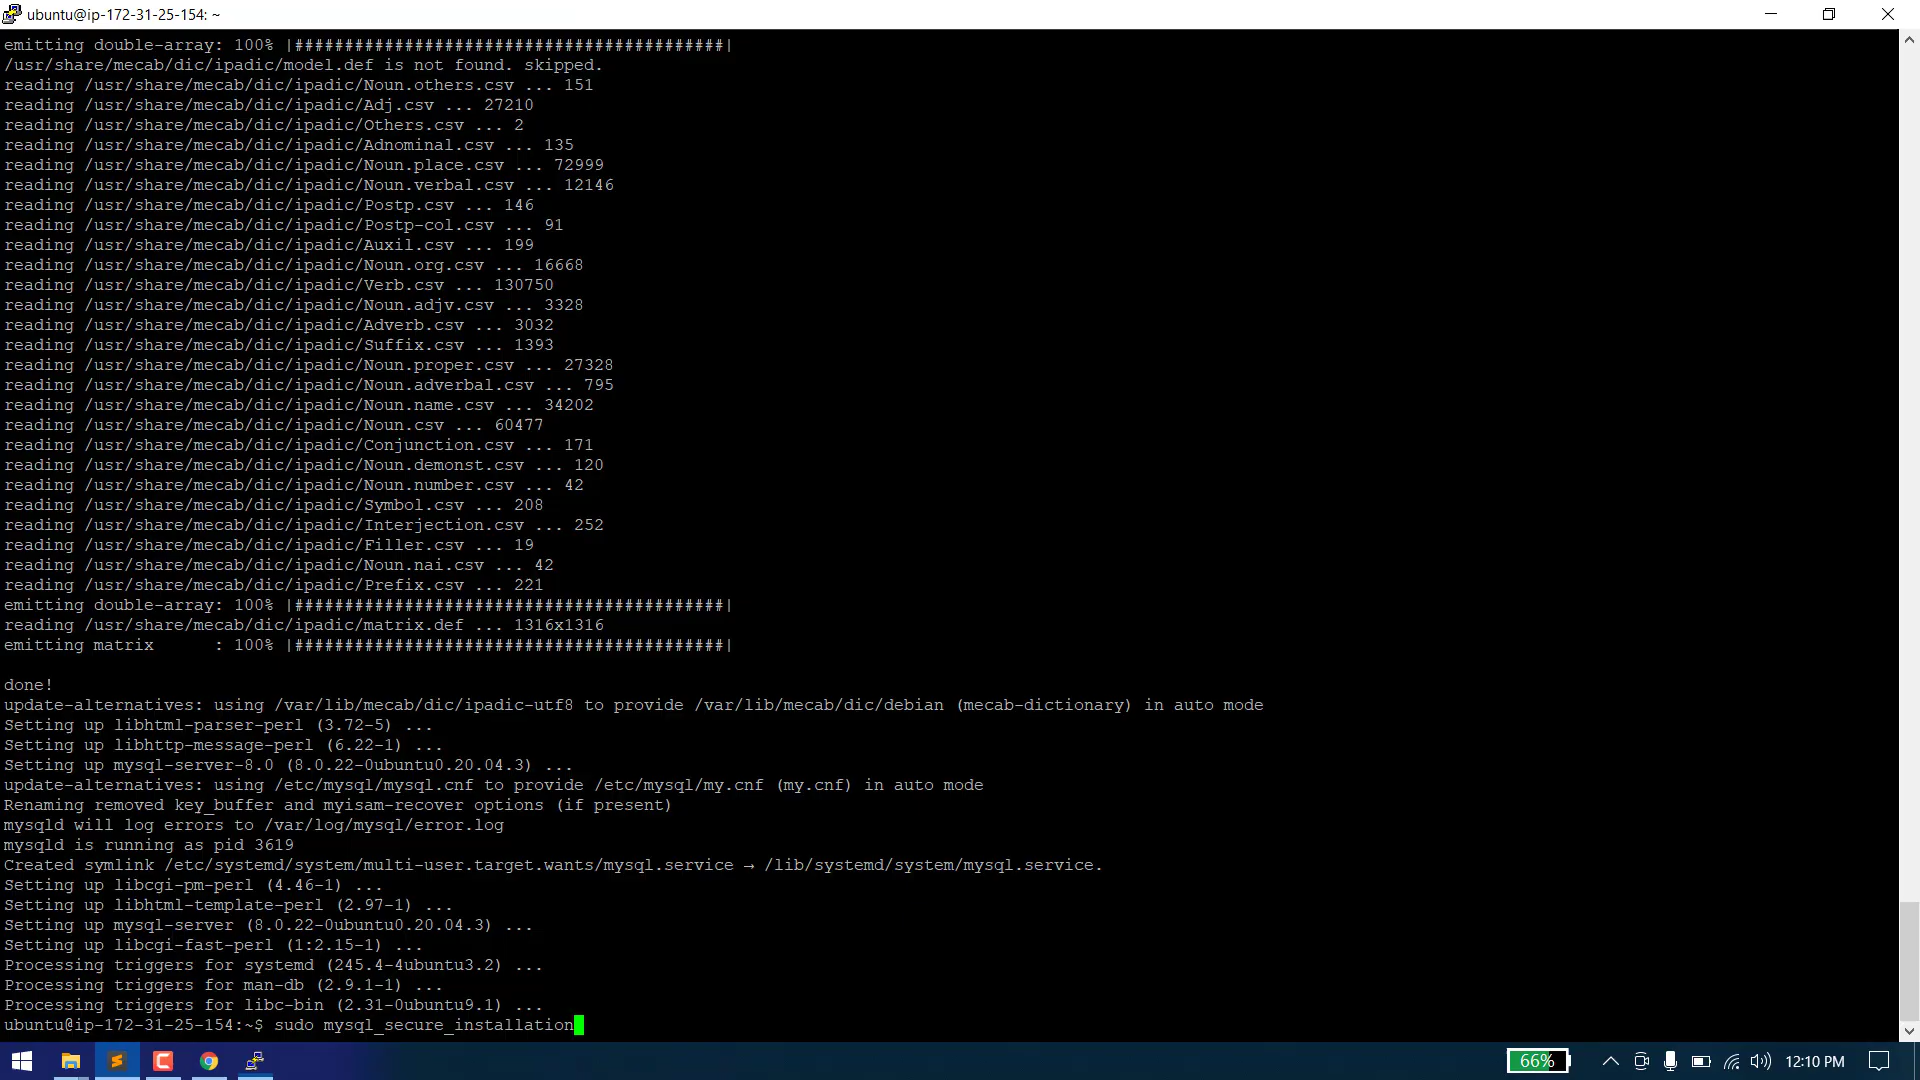 ubuntu@ip-172-31-25-154: ~
emitting double-array: 100% |###########################################|
/usr/share/mecab/dic/ipadic/model.def is not found. skipped.
reading /usr/share/mecab/dic/ipadic/Noun.others.csv ... 151
reading /usr/share/mecab/dic/ipadic/Adj.csv ... 27210
reading /usr/share/mecab/dic/ipadic/Others.csv ... 2
reading /usr/share/mecab/dic/ipadic/Adnominal.csv ... 135
reading /usr/share/mecab/dic/ipadic/Noun.place.csv ... 72999
reading /usr/share/mecab/dic/ipadic/Noun.verbal.csv ... 12146
reading /usr/share/mecab/dic/ipadic/Postp.csv ... 146
reading /usr/share/mecab/dic/ipadic/Postp-col.csv ... 91
reading /usr/share/mecab/dic/ipadic/Auxil.csv ... 199
reading /usr/share/mecab/dic/ipadic/Noun.org.csv ... 16668
reading /usr/share/mecab/dic/ipadic/Verb.csv ... 130750
reading /usr/share/mecab/dic/ipadic/Noun.adjv.csv ... 3328
reading /usr/share/mecab/dic/ipadic/Adverb.csv ... 3032
reading /usr/share/mecab/dic/ipadic/Suffix.csv ... 1393
reading /usr/share/mecab/dic/ipadic/Noun.proper.csv ... 27328
reading /usr/share/mecab/dic/ipadic/Noun.adverbal.csv ... 795
reading /usr/share/mecab/dic/ipadic/Noun.name.csv ... 34202
reading /usr/share/mecab/dic/ipadic/Noun.csv ... 60477
reading /usr/share/mecab/dic/ipadic/Conjunction.csv ... 171
reading /usr/share/mecab/dic/ipadic/Noun.demonst.csv ... 120
reading /usr/share/mecab/dic/ipadic/Noun.number.csv ... 42
reading /usr/share/mecab/dic/ipadic/Symbol.csv ... 208
reading /usr/share/mecab/dic/ipadic/Interjection.csv ... 252
reading /usr/share/mecab/dic/ipadic/Filler.csv ... 19
reading /usr/share/mecab/dic/ipadic/Noun.nai.csv ... 42
reading /usr/share/mecab/dic/ipadic/Prefix.csv ... 221
emitting double-array: 100% |###########################################|
reading /usr/share/mecab/dic/ipadic/matrix.def ... 1316x1316
emitting matrix      : 100% |###########################################|
done!
update-alternatives: using /var/lib/mecab/dic/ipadic-utf8 to provide /var/lib/mecab/dic/debian (mecab-dictionary) in auto mode
Setting up libhtml-parser-perl (3.72-5) ...
Setting up libhttp-message-perl (6.22-1) ...
Setting up mysql-server-8.0 (8.0.22-0ubuntu0.20.04.3) ...
update-alternatives: using /etc/mysql/mysql.cnf to provide /etc/mysql/my.cnf (my.cnf) in auto mode
Renaming removed key_buffer and myisam-recover options (if present)
mysqld will log errors to /var/log/mysql/error.log
mysqld is running as pid 3619
Created symlink /etc/systemd/system/multi-user.target.wants/mysql.service → /lib/systemd/system/mysql.service.
Setting up libcgi-pm-perl (4.46-1) ...
Setting up libhtml-template-perl (2.97-1) ...
Setting up mysql-server (8.0.22-0ubuntu0.20.04.3) ...
Setting up libcgi-fast-perl (1:2.15-1) ...
Processing triggers for systemd (245.4-4ubuntu3.2) ...
Processing triggers for man-db (2.9.1-1) ...
Processing triggers for libc-bin (2.31-0ubuntu9.1) ...
ubuntu@ip-172-31-25-154:~$ sudo mysql_secure_installation
66%
12:10 PM